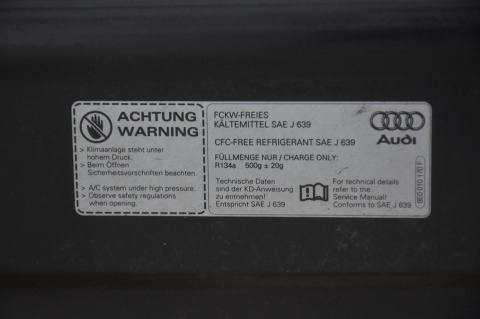 ACHTUNG
WARNING
> Klimaanlage steht unter
hohem Druck.
> Beim Öffnen
Sicherheitsvorschriften beachten.
> A/C system under high pressure.
> Observe safety regulations
when opening.
FCKW-FREIES
KÄLTEMITTEL SAE J 639
CFC-FREE REFRIGERANT SAE J 639
FÜLLMENGE NUR / CHARGE ONLY:
R134a 500g ± 20g
Technische Daten
sind der KD-Anweisung
zu entnehmen!
Entspricht SAE J 639
For technical details
refer to the
Service Manual!
Conforms to SAE J 639
Audi
8E0 010 170 F